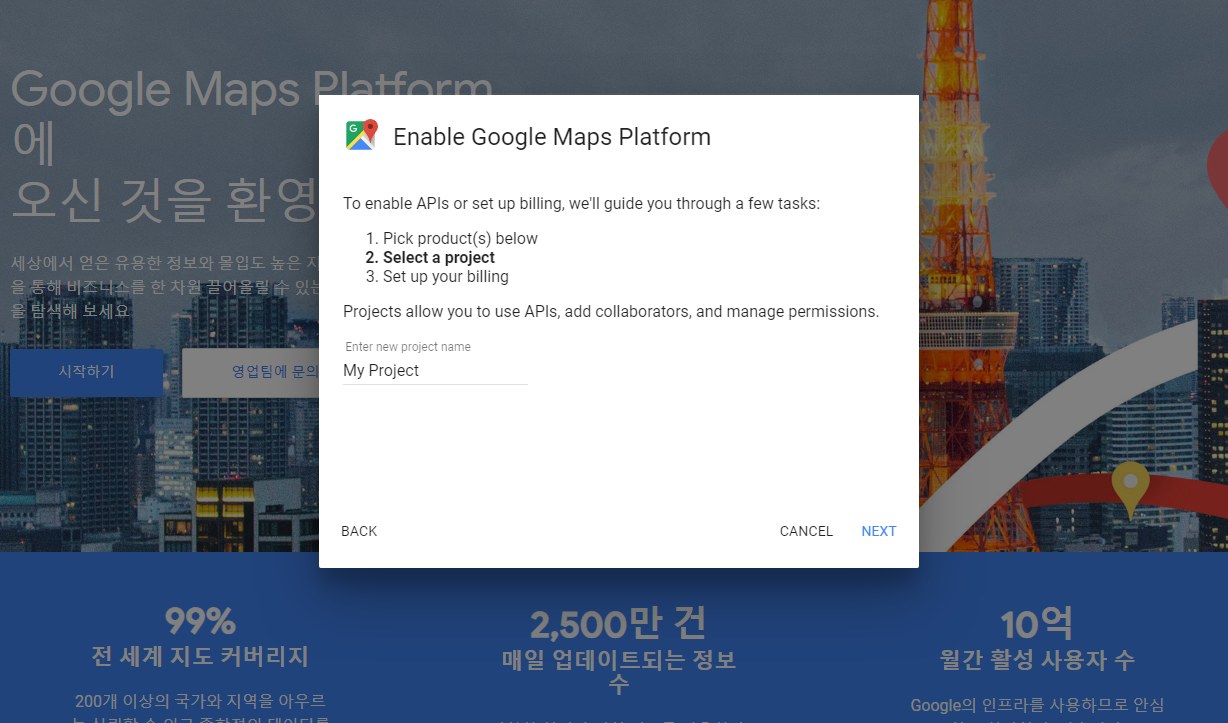 Google Maps Platform
에
오신 것을 환영
세상에서 얻은 유용한 정보와 몰입도 높은 지
을 통해 비즈니스를 한 차원 끌어올릴 수 있는
을 탐색해 보세요
시작하기
영업팀에 문의
Enable Google Maps Platform
To enable APIs or set up billing, we'll guide you through a few tasks:
1. Pick product(s) below
2. Select a project
3. Set up your billing
Projects allow you to use APIs, add collaborators, and manage permissions.
Enter new project name
My Project
BACK
CANCEL
NEXT
99%
전 세계 지도 커버리지
200개 이상의 국가와 지역을 아우르
2,500만 건
매일 업데이트되는 정보
수
10억
월간 활성 사용자 수
Google의 인프라를 사용하므로 안심